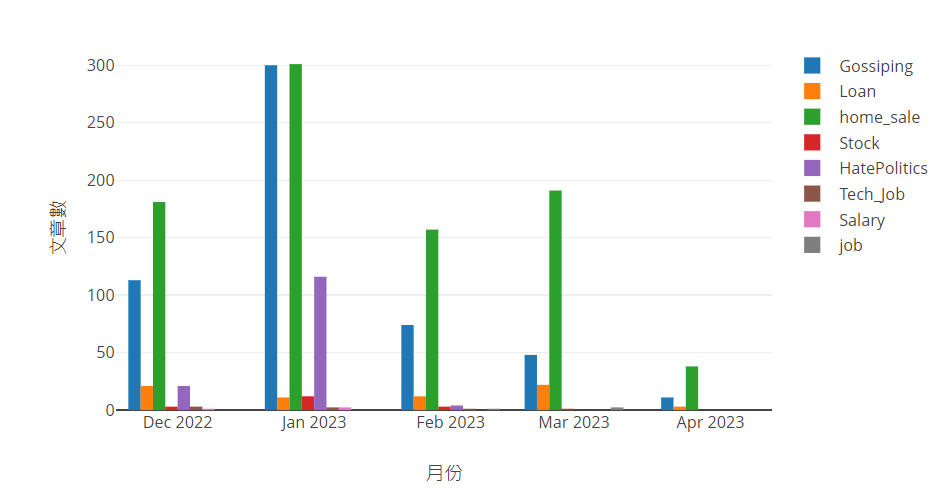 300
250
200
150
100
50
0
文章數
Dec 2022
Jan 2023
Feb 2023
Mar 2023
Apr 2023
月份
Gossiping
Loan
home_sale
Stock
HatePolitics
Tech_Job
Salary
job